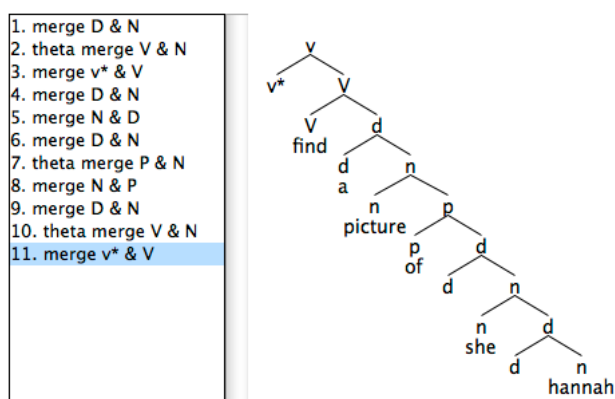 1. merge D & N
2. theta merge V & N
3. merge v* & V
4. merge D & N
5. merge N & D
6. merge D & N
7. theta merge P & N
8. merge N & P
9. merge D & N
10. theta merge V & N
11. merge v* & V
v
v* V
V d
find
d n
a
n p
picture
p d
of
d n
n d
she
d n
hannah